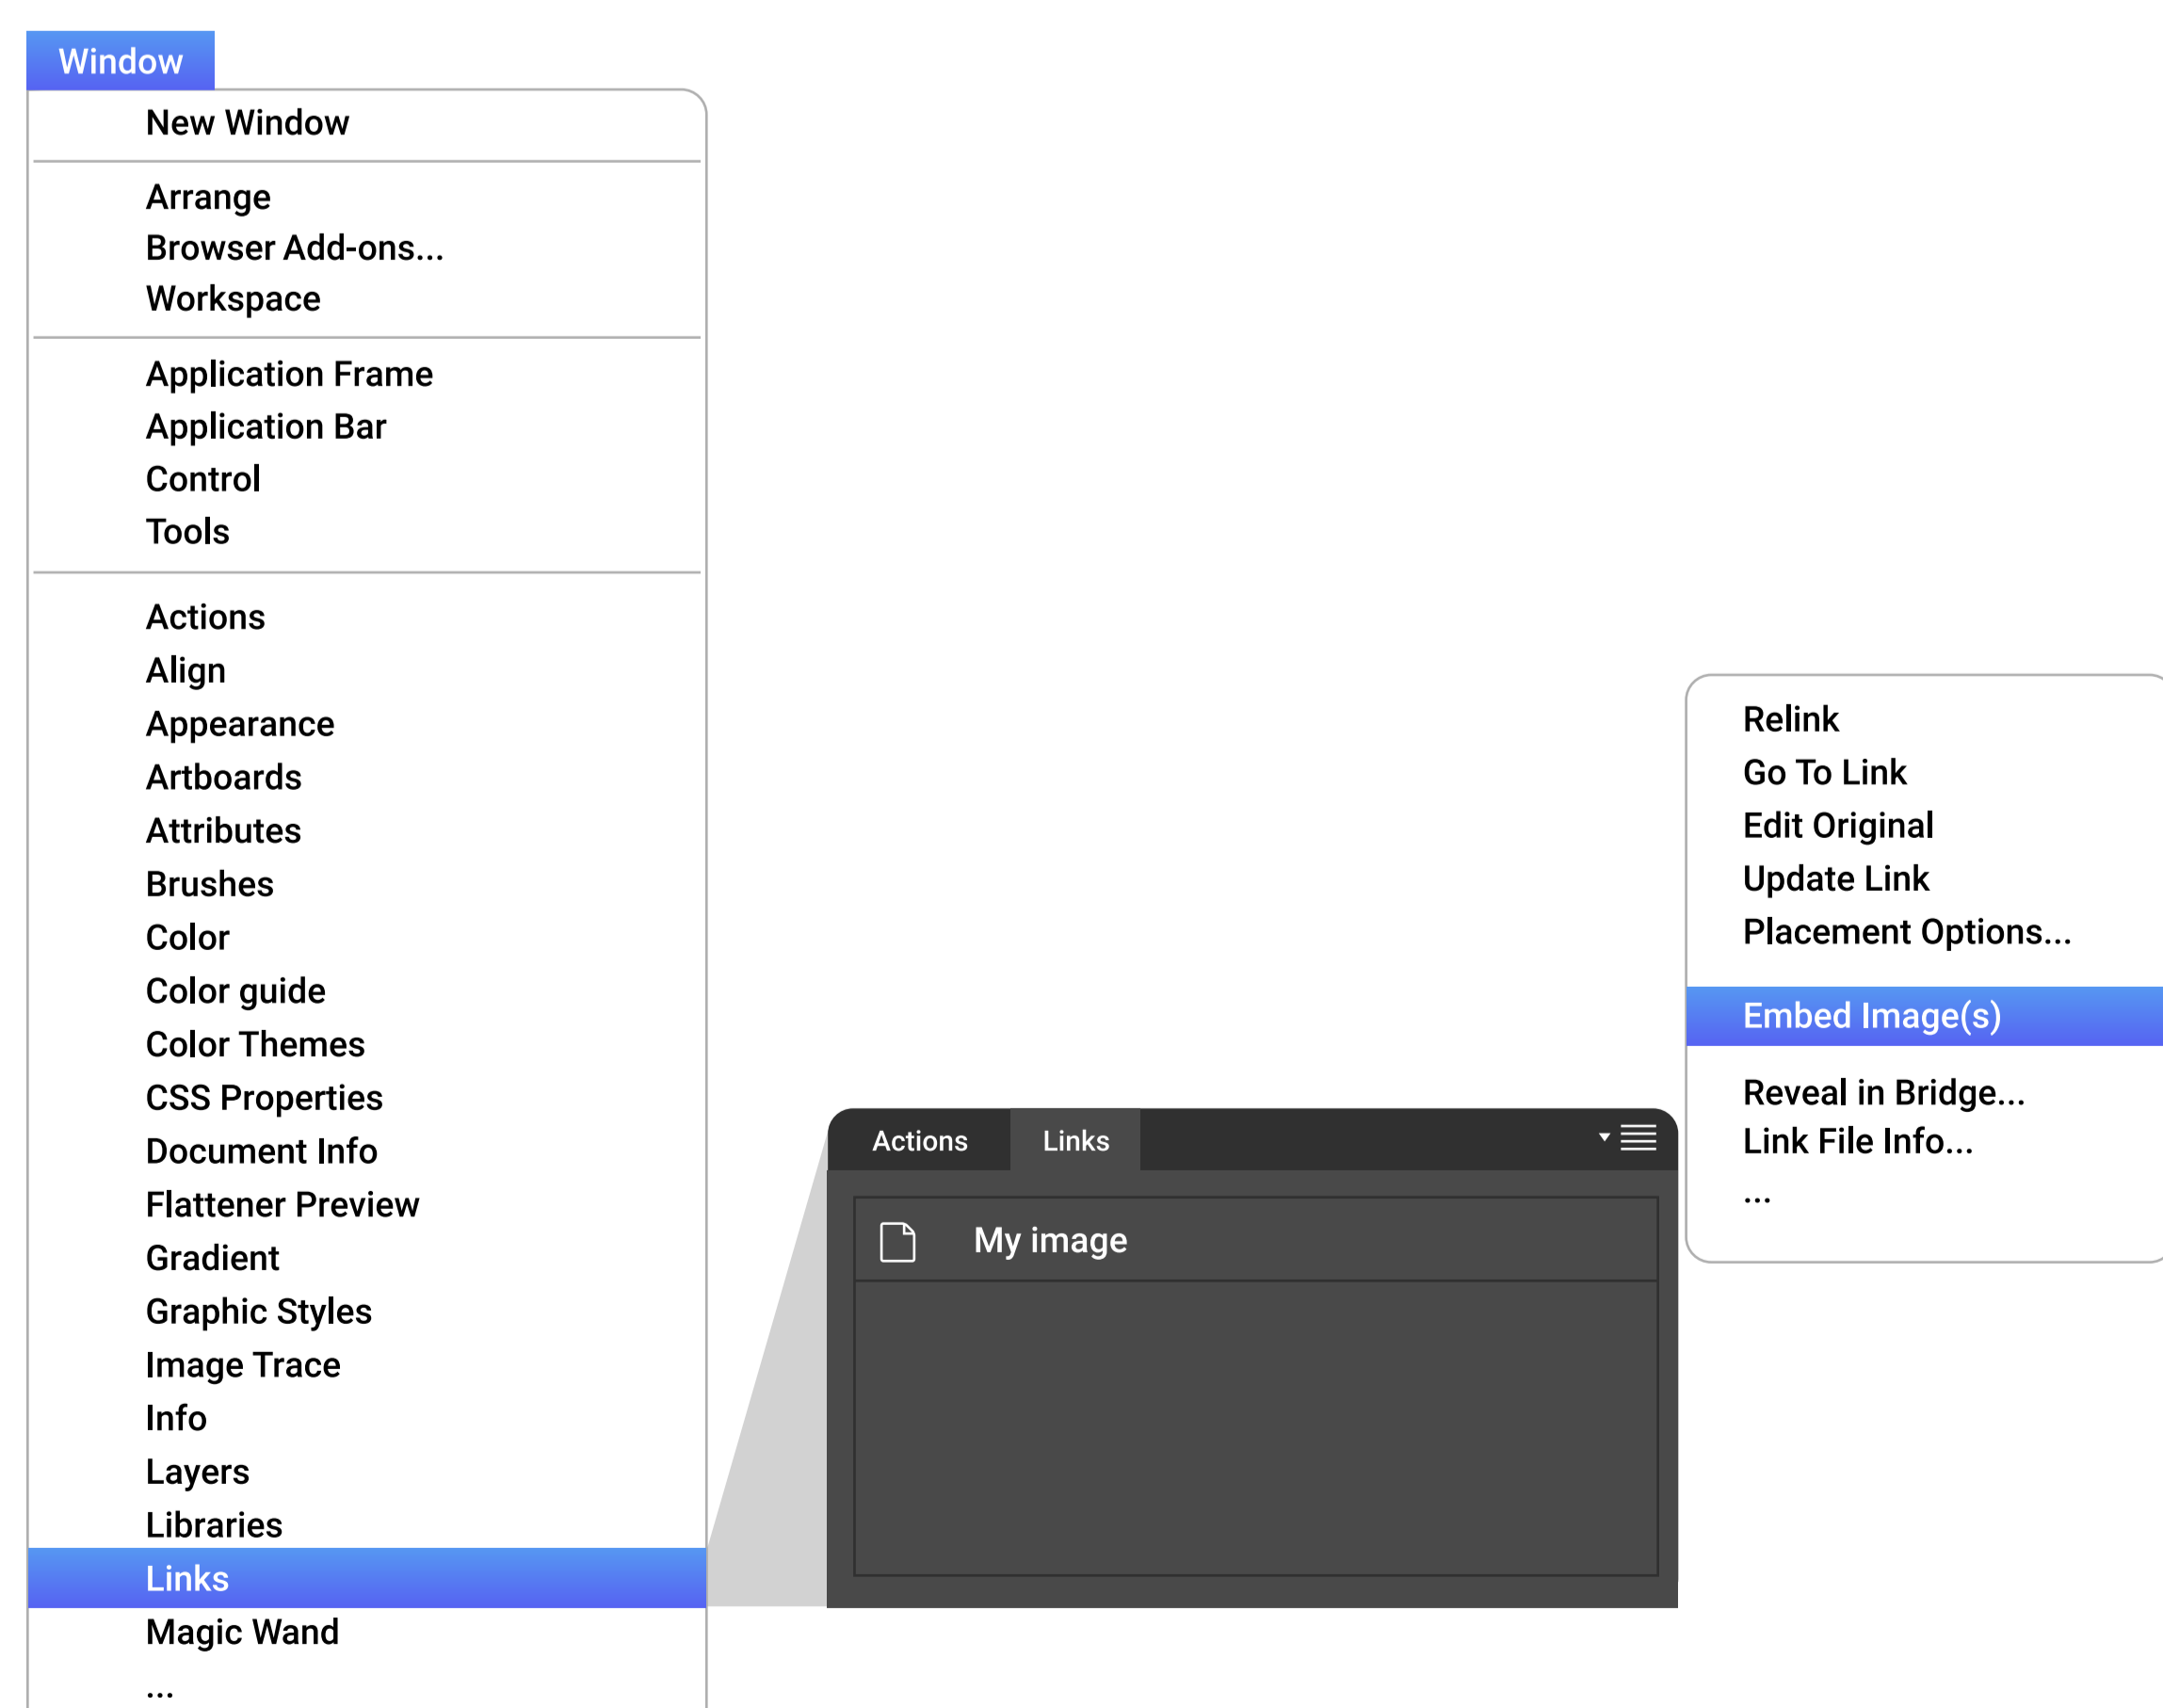 Window
New Window
Arrange
Browser Add-ons...
Workspace
Application Frame
Application Bar
Control
Tools
Actions
Align
Appearance
Artboards
Attributes
Brushes
Color
Color guide
Color Themes
CSS Properties
Document Info
Flattener Preview
Gradient
Graphic Styles
Image Trace
Info
Layers
Libraries
Links
Magic Wand
...
Actions
Links
My image
Relink
Go To Link
Edit Original
Update Link
Placement Options...
Embed Image(s)
Reveal in Bridge...
Link File Info...
...